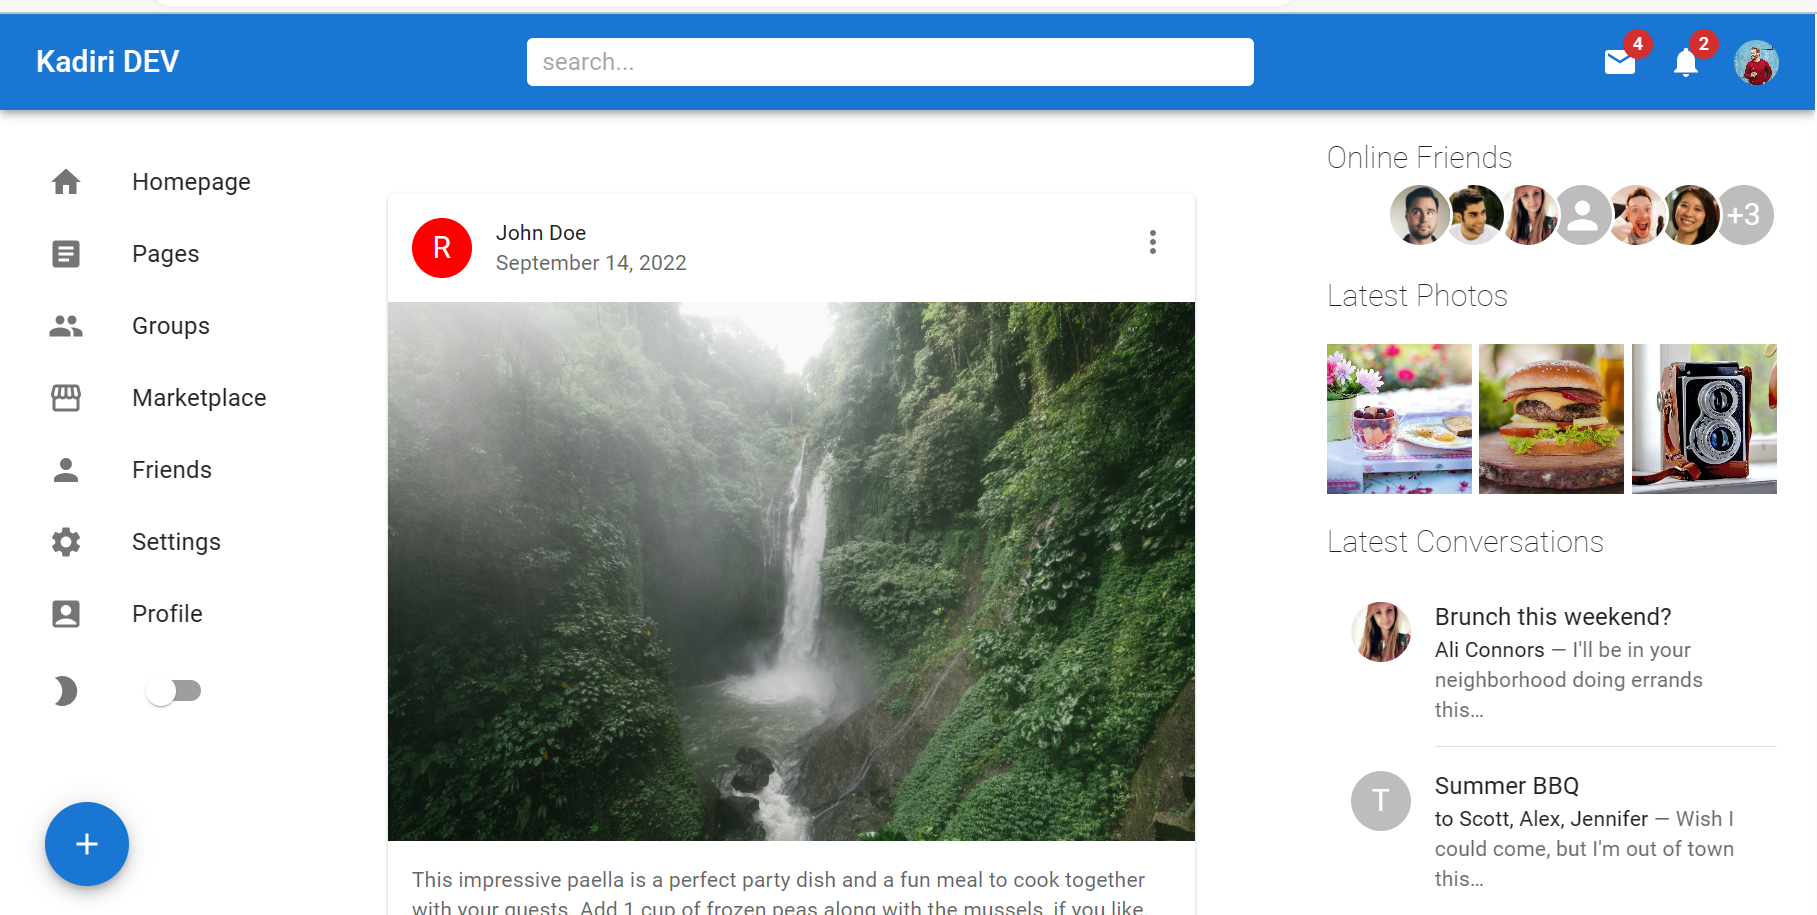 Kadiri DEV
search...
4
2
Homepage
Pages
Groups
Marketplace
Friends
Settings
Profile
+
R
John Doe
September 14, 2022
This impressive paella is a perfect party dish and a fun meal to cook together
with your guests. Add 1 cup of frozen peas along with the mussels, if you like
Online Friends
+3
Latest Photos
Latest Conversations
Brunch this weekend?
Ali Connors — I'll be in your
neighborhood doing errands
this…
T
Summer BBQ
to Scott, Alex, Jennifer — Wish I
could come, but I'm out of town
this…